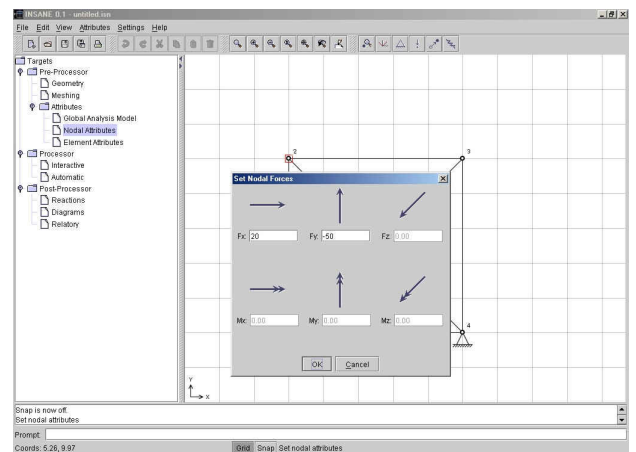 INSANE 0.1 - untitled.isn
File Edit View Attributes Settings Help
Targets
Pre-Processor
Geometry
Meshing
Attributes
Global Analysis Model
Nodal Attributes
Element Attributes
Processor
Interactive
Automatic
Post-Processor
Reactions
Diagrams
Relatory
2
3
Set Nodal Forces
Fx: 20 Fy: -50 Fz: 0.00
Mx: 0.00 My: 0.00 Mz: 0.00
4
OK Cancel
Y
X
Snap is now off.
Set nodal attributes
Prompt:
Coords: 5.26, 9.97 Grid Snap Set nodal attributes